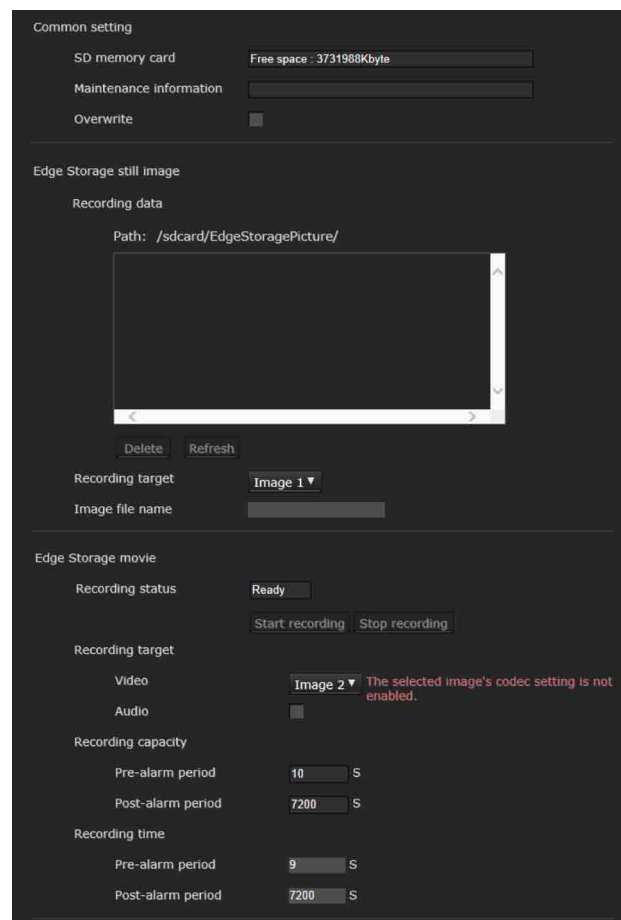 Common setting
SD memory card Free space : 3731988Kbyte
Maintenance information
Overwrite
Edge Storage still image
Recording data
Path: /sdcard/EdgeStoragePicture/
Delete Refresh
Recording target Image 1
Image file name
Edge Storage movie
Recording status Ready
Start recording Stop recording
Recording target
Video Image 2 The selected image's codec setting is not
enabled.
Audio
Recording capacity
Pre-alarm period 10 S
Post-alarm period 7200 S
Recording time
Pre-alarm period 9 S
Post-alarm period 7200 S